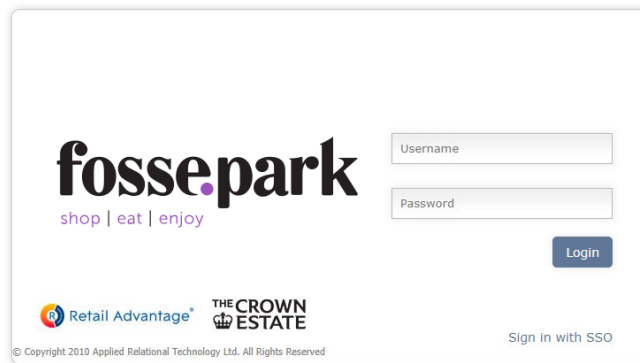 fosse.park
shop | eat | enjoy
Username
Password
Login
Retail Advantage®
THE CROWN
ESTATE
Sign in with SSO
© Copyright 2010 Applied Relational Technology Ltd. All Rights Reserved